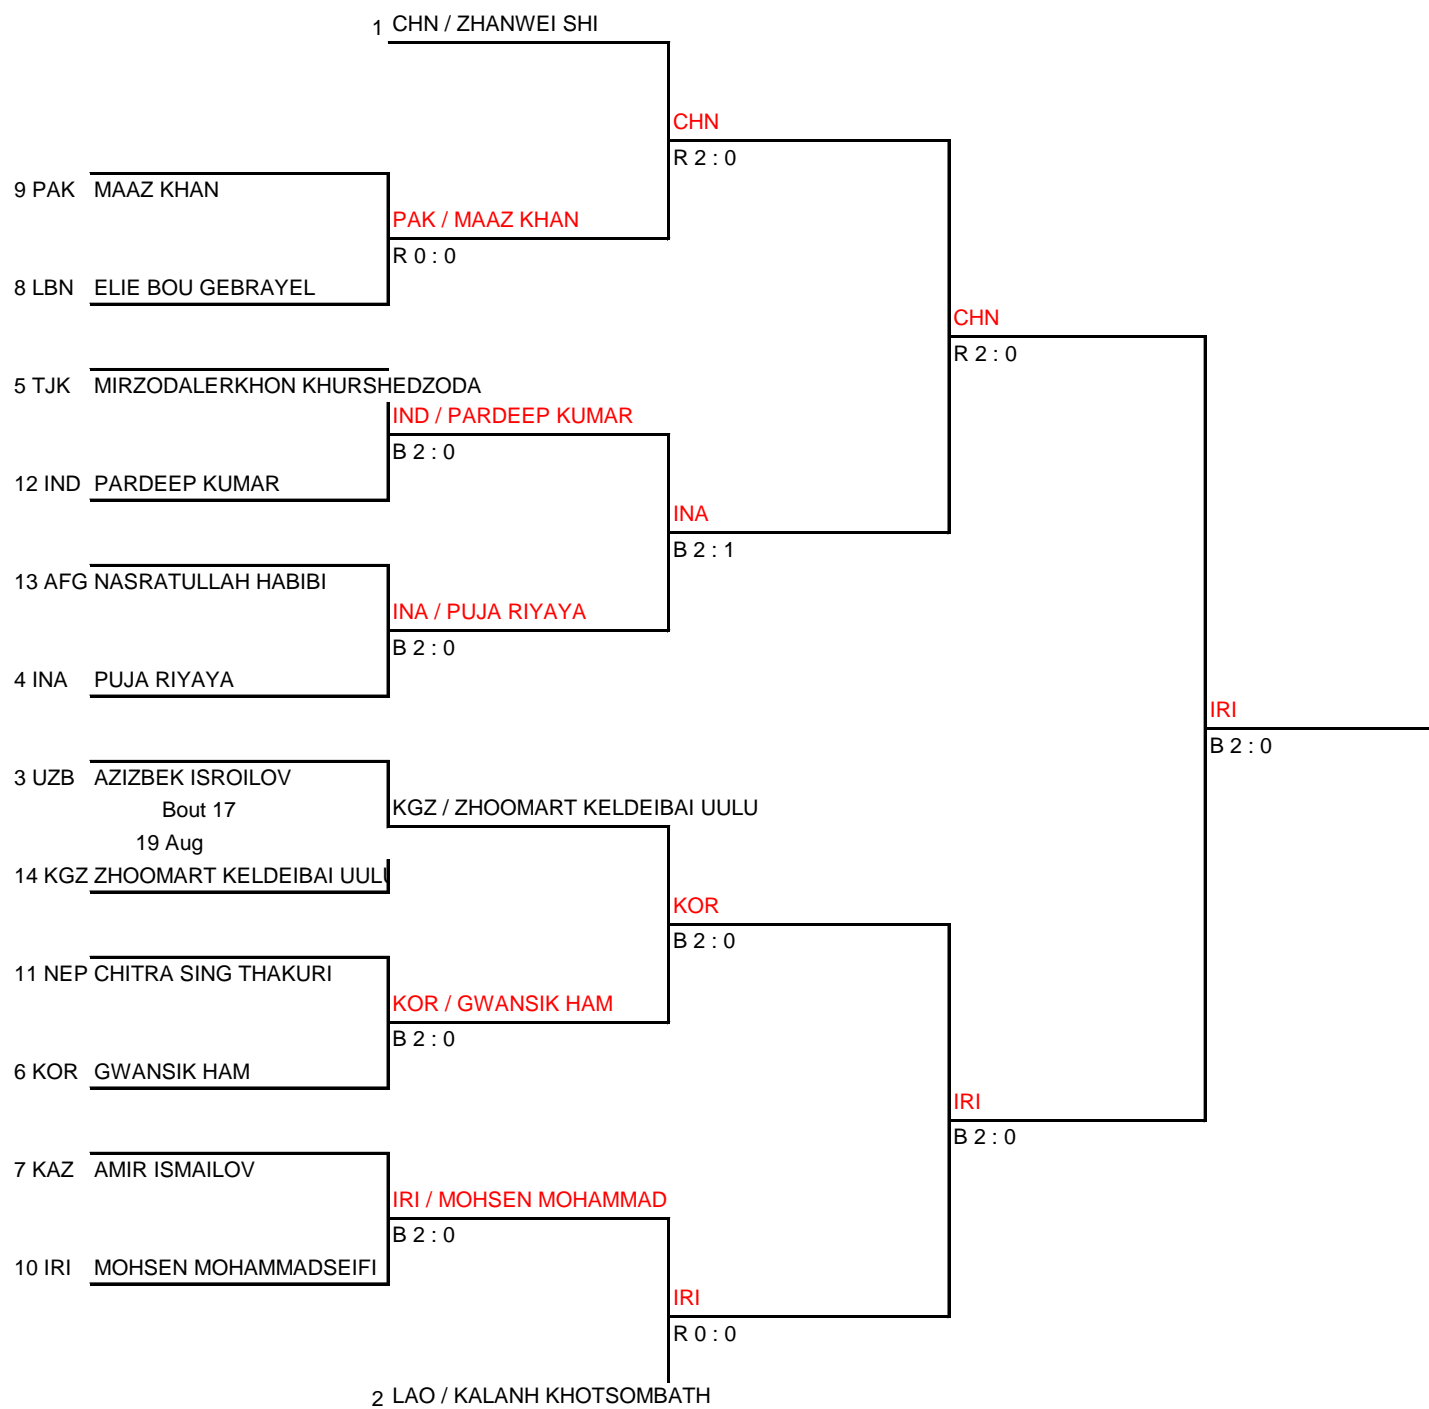 1 CHN / ZHANWEI SHI
CHN
R 2 : 0
9 PAK MAAZ KHAN
PAK / MAAZ KHAN
R 0 : 0
8 LBN ELIE BOU GEBRAYEL
CHN
R 2 : 0
5 TJK MIRZODALERKHON KHURSHEDZODA
IND / PARDEEP KUMAR
B 2 : 0
12 IND PARDEEP KUMAR
INA
B 2 : 1
13 AFG NASRATULLAH HABIBI
INA / PUJA RIYAYA
B 2 : 0
4 INA PUJA RIYAYA
IRI
B 2 : 0
3 UZB AZIZBEK ISROILOV
Bout 17
KGZ / ZHOOMART KELDEIBAI UULU
19 Aug
14 KGZ ZHOOMART KELDEIBAI UULU
KOR
B 2 : 0
11 NEP CHITRA SING THAKURI
KOR / GWANSIK HAM
B 2 : 0
6 KOR GWANSIK HAM
IRI
B 2 : 0
7 KAZ AMIR ISMAILOV
IRI / MOHSEN MOHAMMAD
B 2 : 0
10 IRI MOHSEN MOHAMMADSEIFI
IRI
R 0 : 0
2 LAO / KALANH KHOTSOMBATH